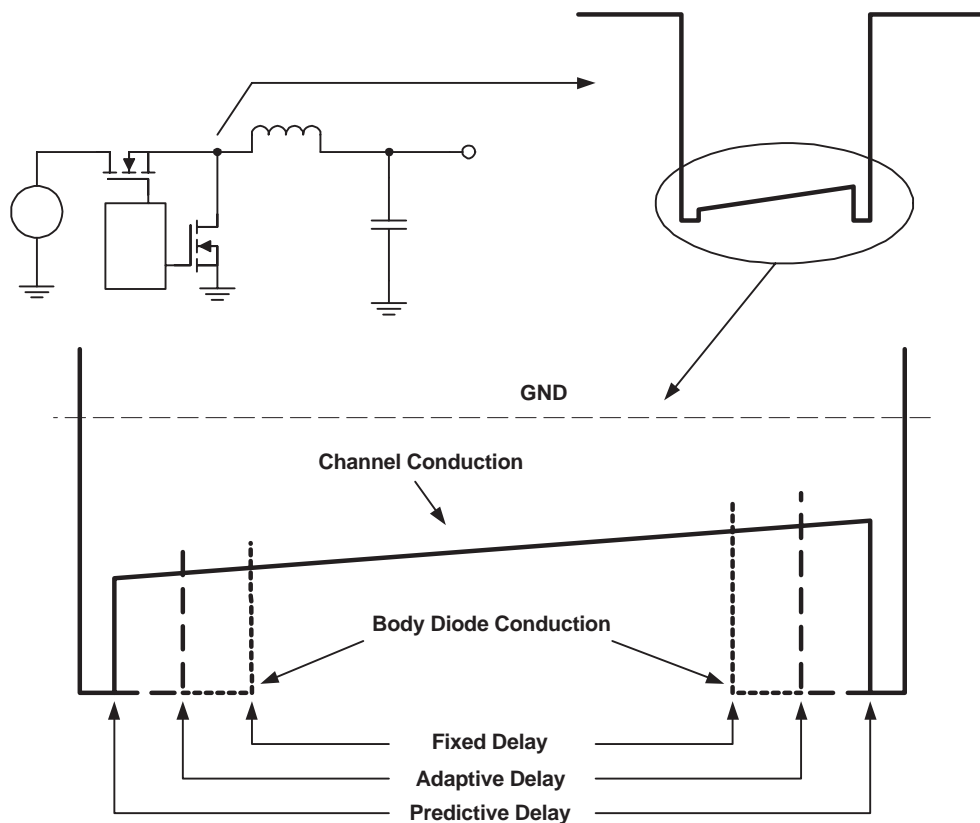 GND
Channel Conduction
Body Diode Conduction
Fixed Delay
Adaptive Delay
Predictive Delay